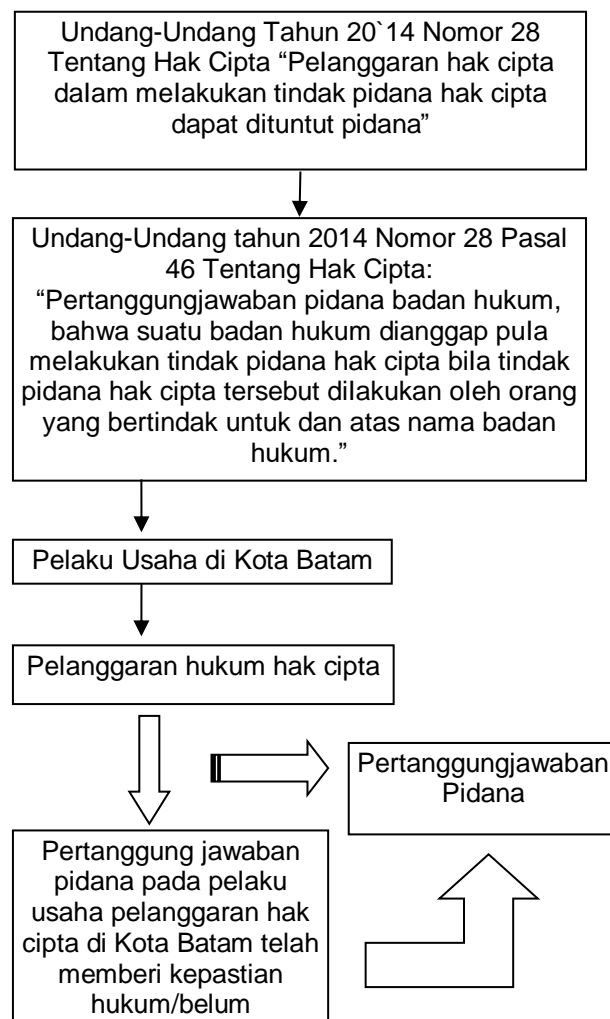 Undang-Undang Tahun 20`14 Nomor 28
Tentang Hak Cipta “Pelanggaran hak cipta
dalam melakukan tindak pidana hak cipta
dapat dituntut pidana”
Undang-Undang tahun 2014 Nomor 28 Pasal
46 Tentang Hak Cipta:
“Pertanggungjawaban pidana badan hukum,
bahwa suatu badan hukum dianggap pula
melakukan tindak pidana hak cipta bila tindak
pidana hak cipta tersebut dilakukan oleh orang
yang bertindak untuk dan atas nama badan
hukum.”
Pelaku Usaha di Kota Batam
Pelanggaran hukum hak cipta
Pertanggungjawaban
Pidana
Pertanggung jawaban
pidana pada pelaku
usaha pelanggaran hak
cipta di Kota Batam telah
memberi kepastian
hukum/belum